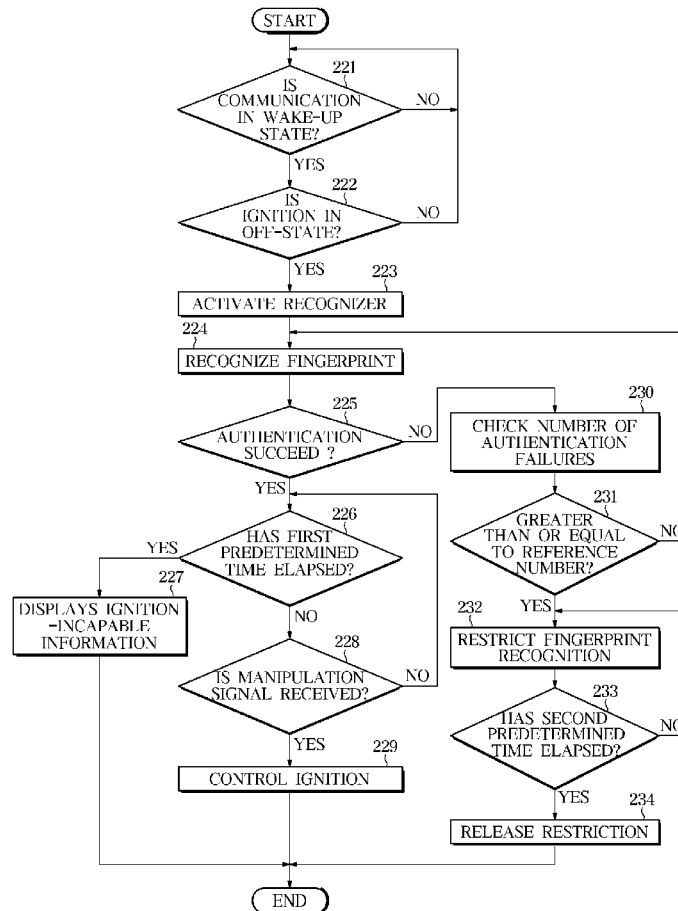 START
221
IS
COMMUNICATION
IN WAKE-UP
STATE?
NO
YES
222
IS
IGNITION IN
OFF-STATE?
NO
YES
223
ACTIVATE RECOGNIZER
224
RECOGNIZE FINGERPRINT
225
AUTHENTICATION
SUCCEED ?
NO
YES
230
CHECK NUMBER OF
AUTHENTICATION
FAILURES
226
HAS FIRST
PREDETERMINED
TIME ELAPSED?
YES
NO
231
GREATER
THAN OR EQUAL
TO REFERENCE
NUMBER?
NO
YES
227
DISPLAYS IGNITION
-INCAPABLE
INFORMATION
232
RESTRICT FINGERPRINT
RECOGNITION
228
IS MANIPULATION
SIGNAL RECEIVED?
NO
YES
233
HAS SECOND
PREDETERMINED
TIME ELAPSED?
NO
YES
229
CONTROL IGNITION
234
RELEASE RESTRICTION
END